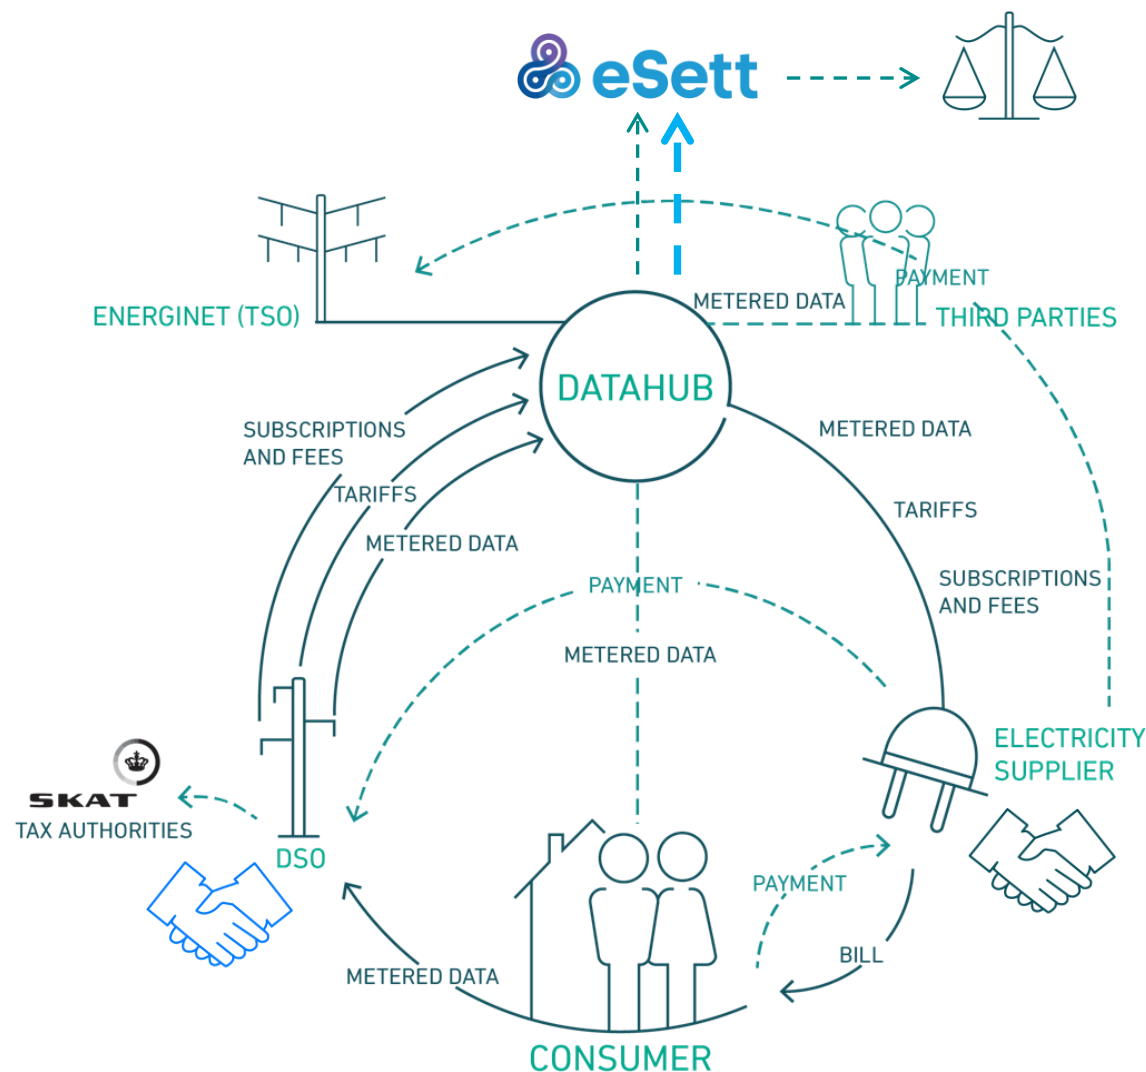 eSett
PAYMENT
METERED DATA
ENERGINET (TSO)
THIRD PARTIES
DATAHUB
SUBSCRIPTIONS
AND FEES
METERED DATA
TARIFFS
TARIFFS
METERED DATA
SUBSCRIPTIONS
AND FEES
PAYMENT
METERED DATA
ELECTRICITY
SUPPLIER
SKAT
TAX AUTHORITIES
DSO
PAYMENT
BILL
METERED DATA
CONSUMER